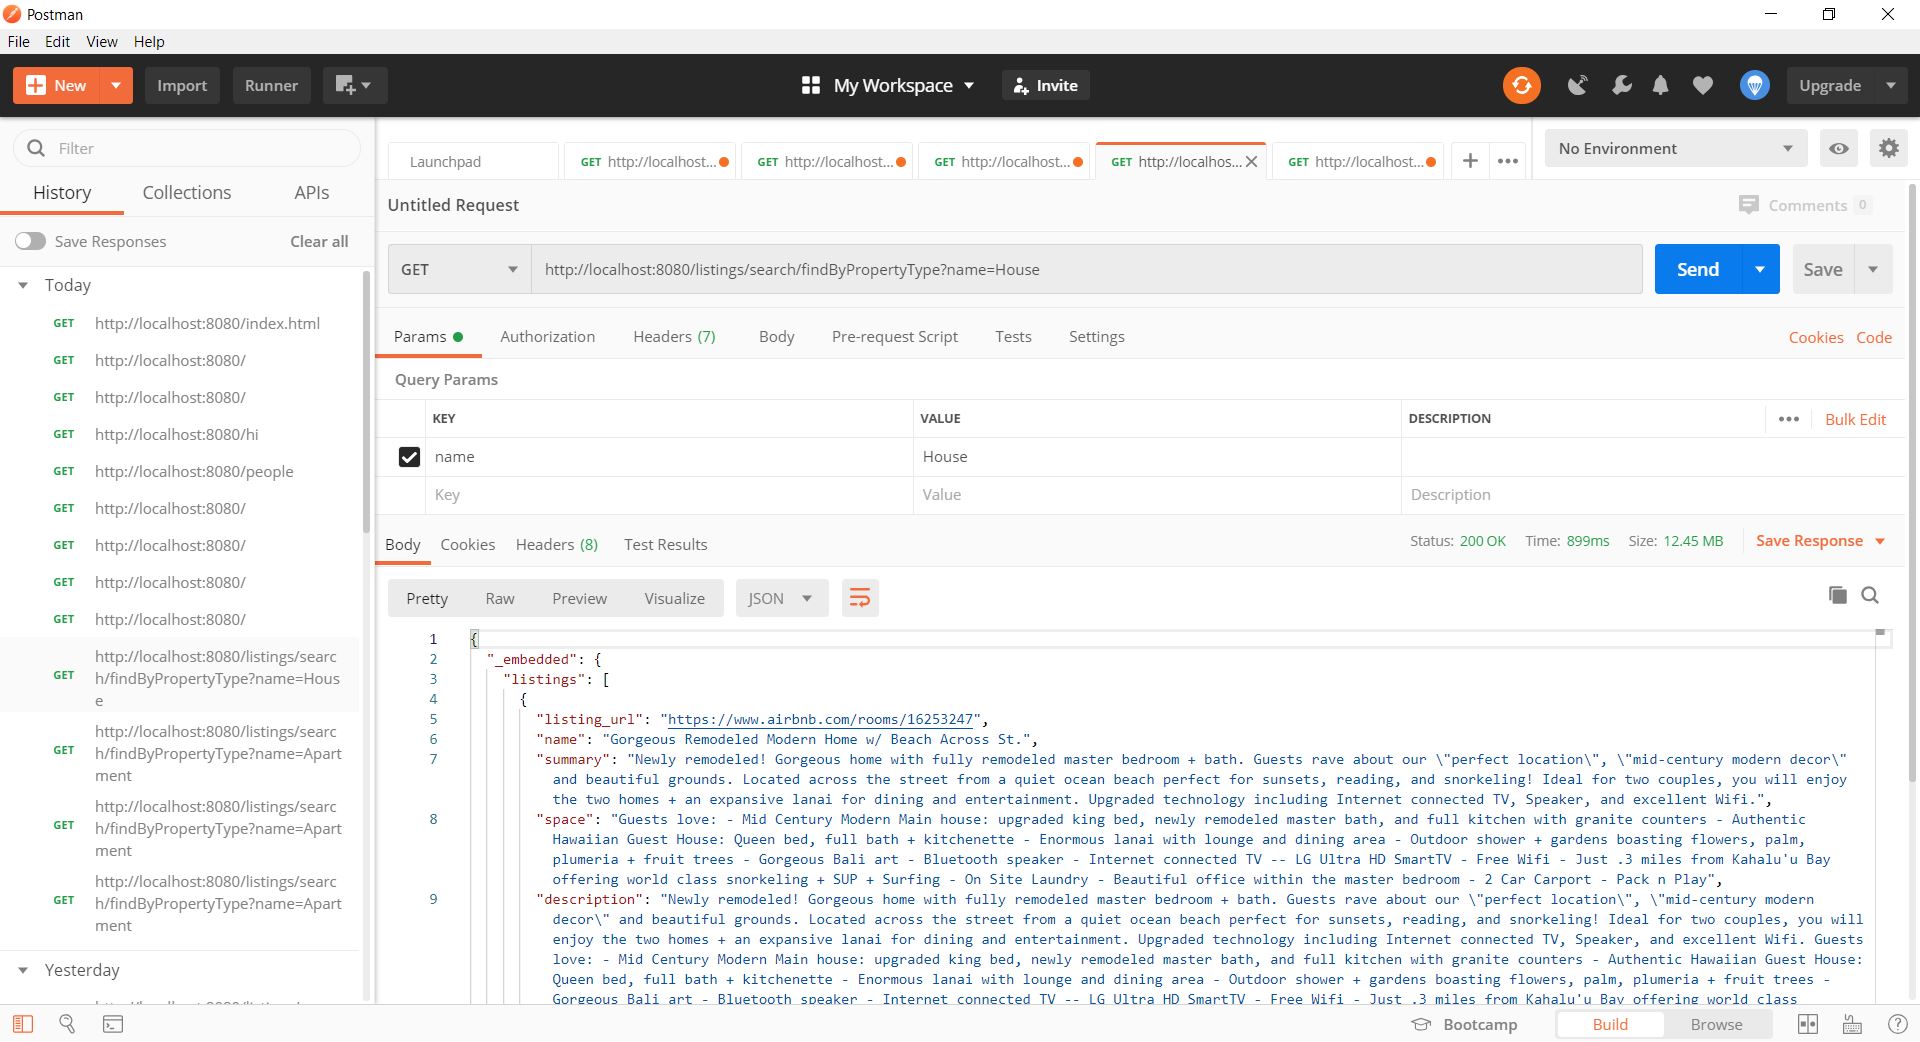 Postman
File Edit View Help
New Import Runner My Workspace Invite Upgrade
Filter
History Collections APIs
Save Responses Clear all
Today
GET http://localhost:8080/index.html
GET http://localhost:8080/
GET http://localhost:8080/
GET http://localhost:8080/hi
GET http://localhost:8080/people
GET http://localhost:8080/
GET http://localhost:8080/
GET http://localhost:8080/
GET http://localhost:8080/
GET http://localhost:8080/listings/searc
h/findByPropertyType?name=Hous
e
GET http://localhost:8080/listings/searc
h/findByPropertyType?name=Apart
ment
GET http://localhost:8080/listings/searc
h/findByPropertyType?name=Apart
ment
GET http://localhost:8080/listings/searc
h/findByPropertyType?name=Apart
ment
Yesterday
Launchpad GET http://localhost... GET http://localhost... GET http://localhost... GET http://localhos... GET http://localhost... No Environment
Untitled Request Comments 0
GET http://localhost:8080/listings/search/findByPropertyType?name=House Send Save
Params Authorization Headers (7) Body Pre-request Script Tests Settings Cookies Code
Query Params
KEY VALUE DESCRIPTION Bulk Edit
name House
Key Value Description
Body Cookies Headers (8) Test Results Status: 200 OK Time: 899ms Size: 12.45 MB Save Response
Pretty Raw Preview Visualize JSON
1 {
2 "_embedded": {
3 "listings": [
4 {
5 "listing_url": "https://www.airbnb.com/rooms/16253247",
6 "name": "Gorgeous Remodeled Modern Home w/ Beach Across St.",
7 "summary": "Newly remodeled! Gorgeous home with fully remodeled master bedroom + bath. Guests rave about our \"perfect location\", \"mid-century modern decor\"
and beautiful grounds. Located across the street from a quiet ocean beach perfect for sunsets, reading, and snorkeling! Ideal for two couples, you will enjoy
the two homes + an expansive lanai for dining and entertainment. Upgraded technology including Internet connected TV, Speaker, and excellent Wifi.",
8 "space": "Guests love: - Mid Century Modern Main house: upgraded king bed, newly remodeled master bath, and full kitchen with granite counters - Authentic
Hawaiian Guest House: Queen bed, full bath + kitchenette - Enormous lanai with lounge and dining area - Outdoor shower + gardens boasting flowers, palm,
plumeria + fruit trees - Gorgeous Bali art - Bluetooth speaker - Internet connected TV -- LG Ultra HD SmartTV - Free Wifi - Just .3 miles from Kahalu'u Bay
offering world class snorkeling + SUP + Surfing - On Site Laundry - Beautiful office within the master bedroom - 2 Car Carport - Pack n Play",
9 "description": "Newly remodeled! Gorgeous home with fully remodeled master bedroom + bath. Guests rave about our \"perfect location\", \"mid-century modern
decor\" and beautiful grounds. Located across the street from a quiet ocean beach perfect for sunsets, reading, and snorkeling! Ideal for two couples, you will
enjoy the two homes + an expansive lanai for dining and entertainment. Upgraded technology including Internet connected TV, Speaker, and excellent Wifi. Guests
love: - Mid Century Modern Main house: upgraded king bed, newly remodeled master bath, and full kitchen with granite counters - Authentic Hawaiian Guest House:
Queen bed, full bath + kitchenette - Enormous lanai with lounge and dining area - Outdoor shower + gardens boasting flowers, palm, plumeria + fruit trees -
Gorgeous Bali art - Bluetooth speaker - Internet connected TV -- LG Ultra HD SmartTV - Free Wifi - Just .3 miles from Kahalu'u Bay offering world class
Bootcamp Build Browse